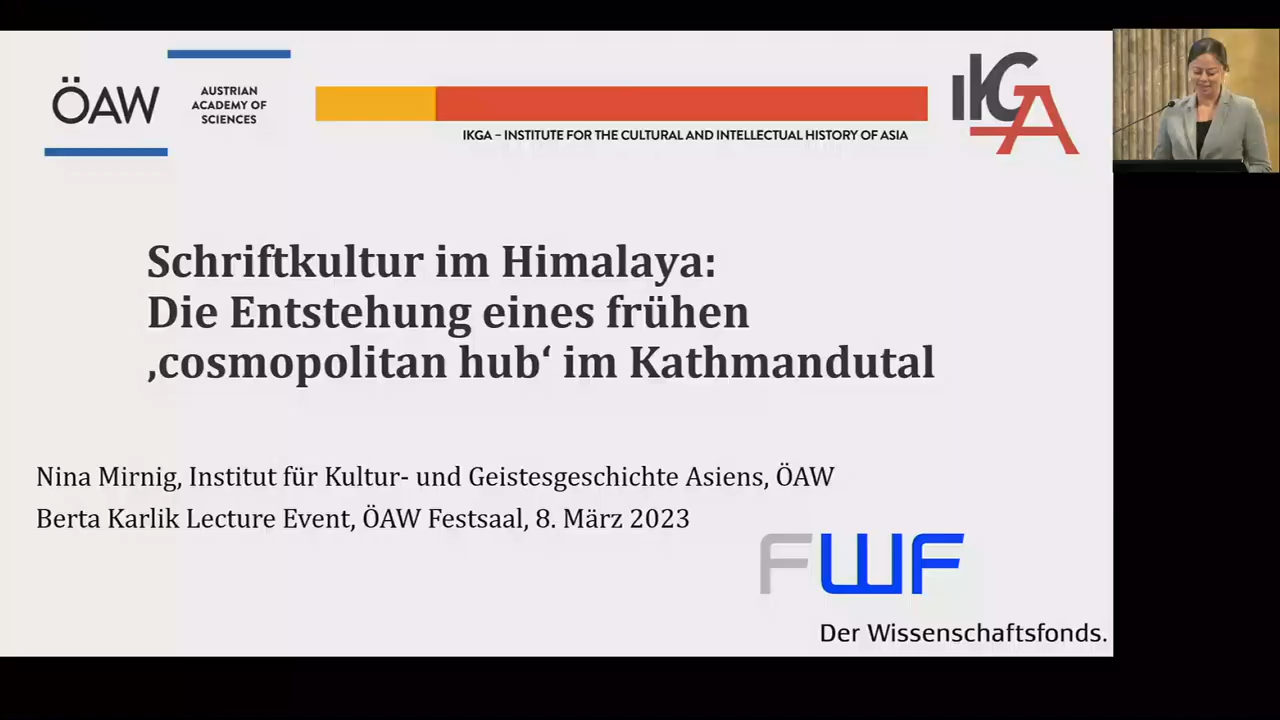 ÖAW
AUSTRIAN
ACADEMY OF
SCIENCES
IKGA – INSTITUTE FOR THE CULTURAL AND INTELLECTUAL HISTORY OF ASIA
IKGA
Schriftkultur im Himalaya:
Die Entstehung eines frühen
‚cosmopolitan hub‘ im Kathmandutal
Nina Mirnig, Institut für Kultur- und Geistesgeschichte Asiens, ÖAW
Berta Karlik Lecture Event, ÖAW Festsaal, 8. März 2023
FWF
Der Wissenschaftsfonds.